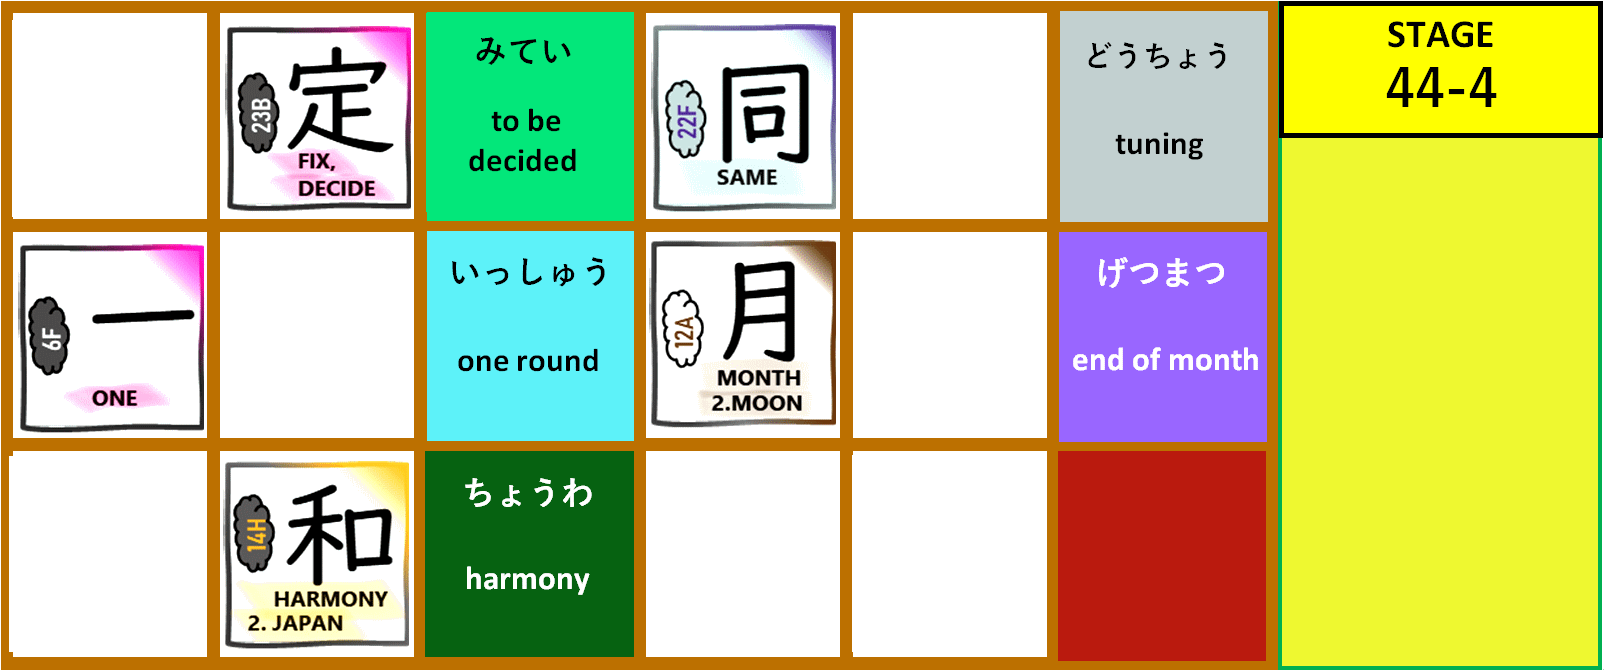 23B
定
FIX,
DECIDE
みてい
to be
decided
22F
同
SAME
どうちょう
tuning
STAGE
44-4
6F
一
ONE
いっしゅう
one round
12A
月
MONTH
2.MOON
げつまつ
end of month
14H
和
HARMONY
2. JAPAN
ちょうわ
harmony